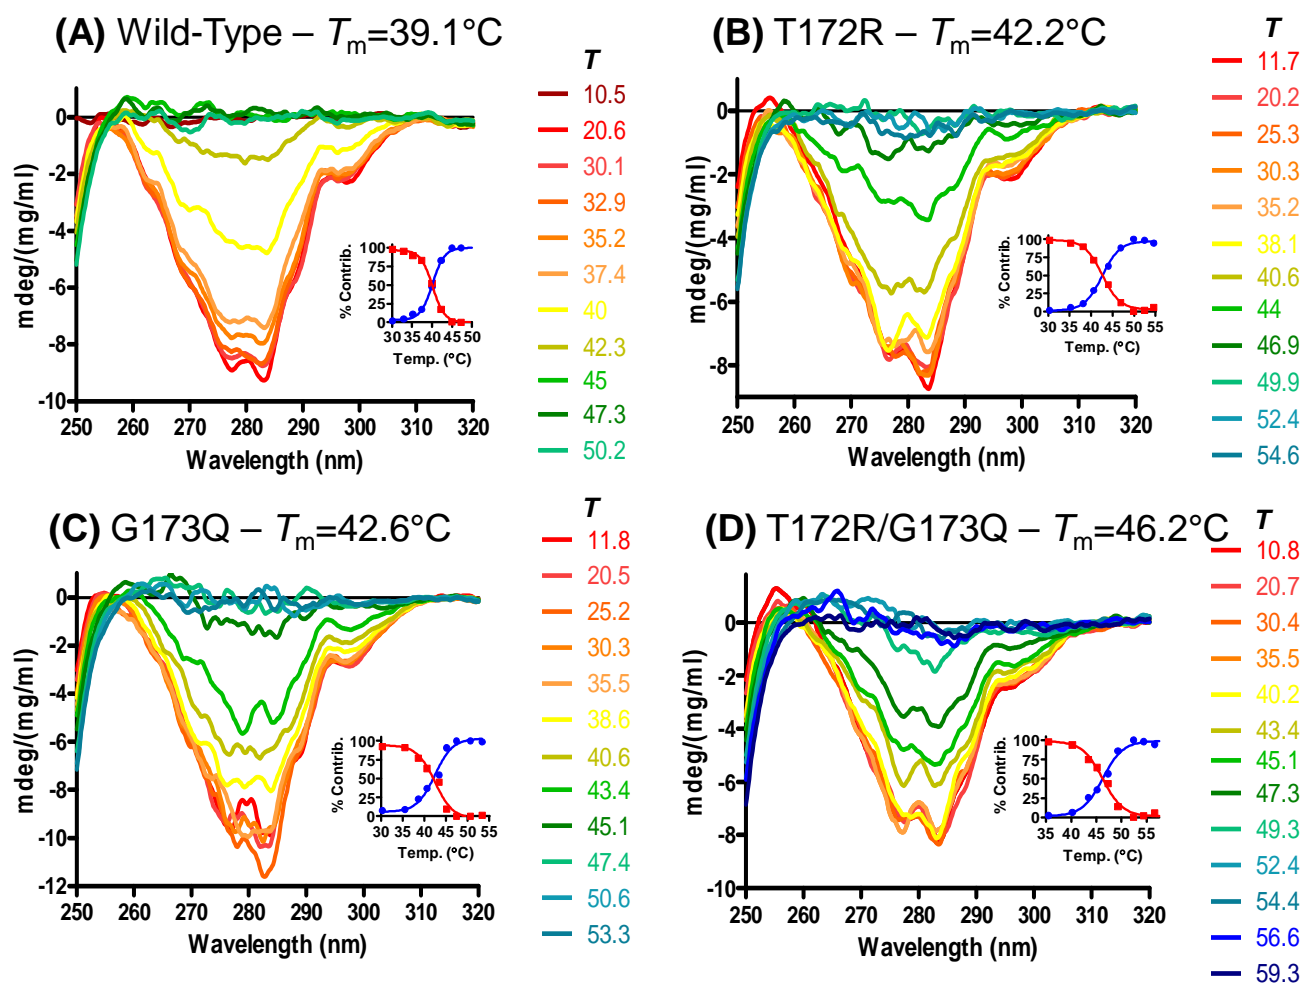 (A) Wild-Type – Tm=39.1°C
T
10.5
20.6
30.1
32.9
35.2
37.4
40
42.3
45
47.3
50.2
mdeg/(mg/ml)
0
-2
-4
-6
-8
-10
250 260 270 280 290 300 310 320
Wavelength (nm)
% Contrib.
100
75
50
25
0
30 35 40 45 50
Temp. (°C)
(B) T172R – Tm=42.2°C
T
11.7
20.2
25.3
30.3
35.2
38.1
40.6
44
46.9
49.9
52.4
54.6
mdeg/(mg/ml)
0
-2
-4
-6
-8
250 260 270 280 290 300 310 320
Wavelength (nm)
% Contrib.
100
75
50
25
0
30 35 40 45 50 55
Temp. (°C)
(C) G173Q – Tm=42.6°C
T
11.8
20.5
25.2
30.3
35.5
38.6
40.6
43.4
45.1
47.4
50.6
53.3
mdeg/(mg/ml)
0
-2
-4
-6
-8
-10
-12
250 260 270 280 290 300 310 320
Wavelength (nm)
% Contrib.
100
75
50
25
0
30 35 40 45 50 55
Temp. (°C)
(D) T172R/G173Q – Tm=46.2°C
T
10.8
20.7
30.4
35.5
40.2
43.4
45.1
47.3
49.3
52.4
54.4
56.6
59.3
mdeg/(mg/ml)
0
-2
-4
-6
-8
-10
250 260 270 280 290 300 310 320
Wavelength (nm)
% Contrib.
100
75
50
25
0
35 40 45 50 55
Temp. (°C)